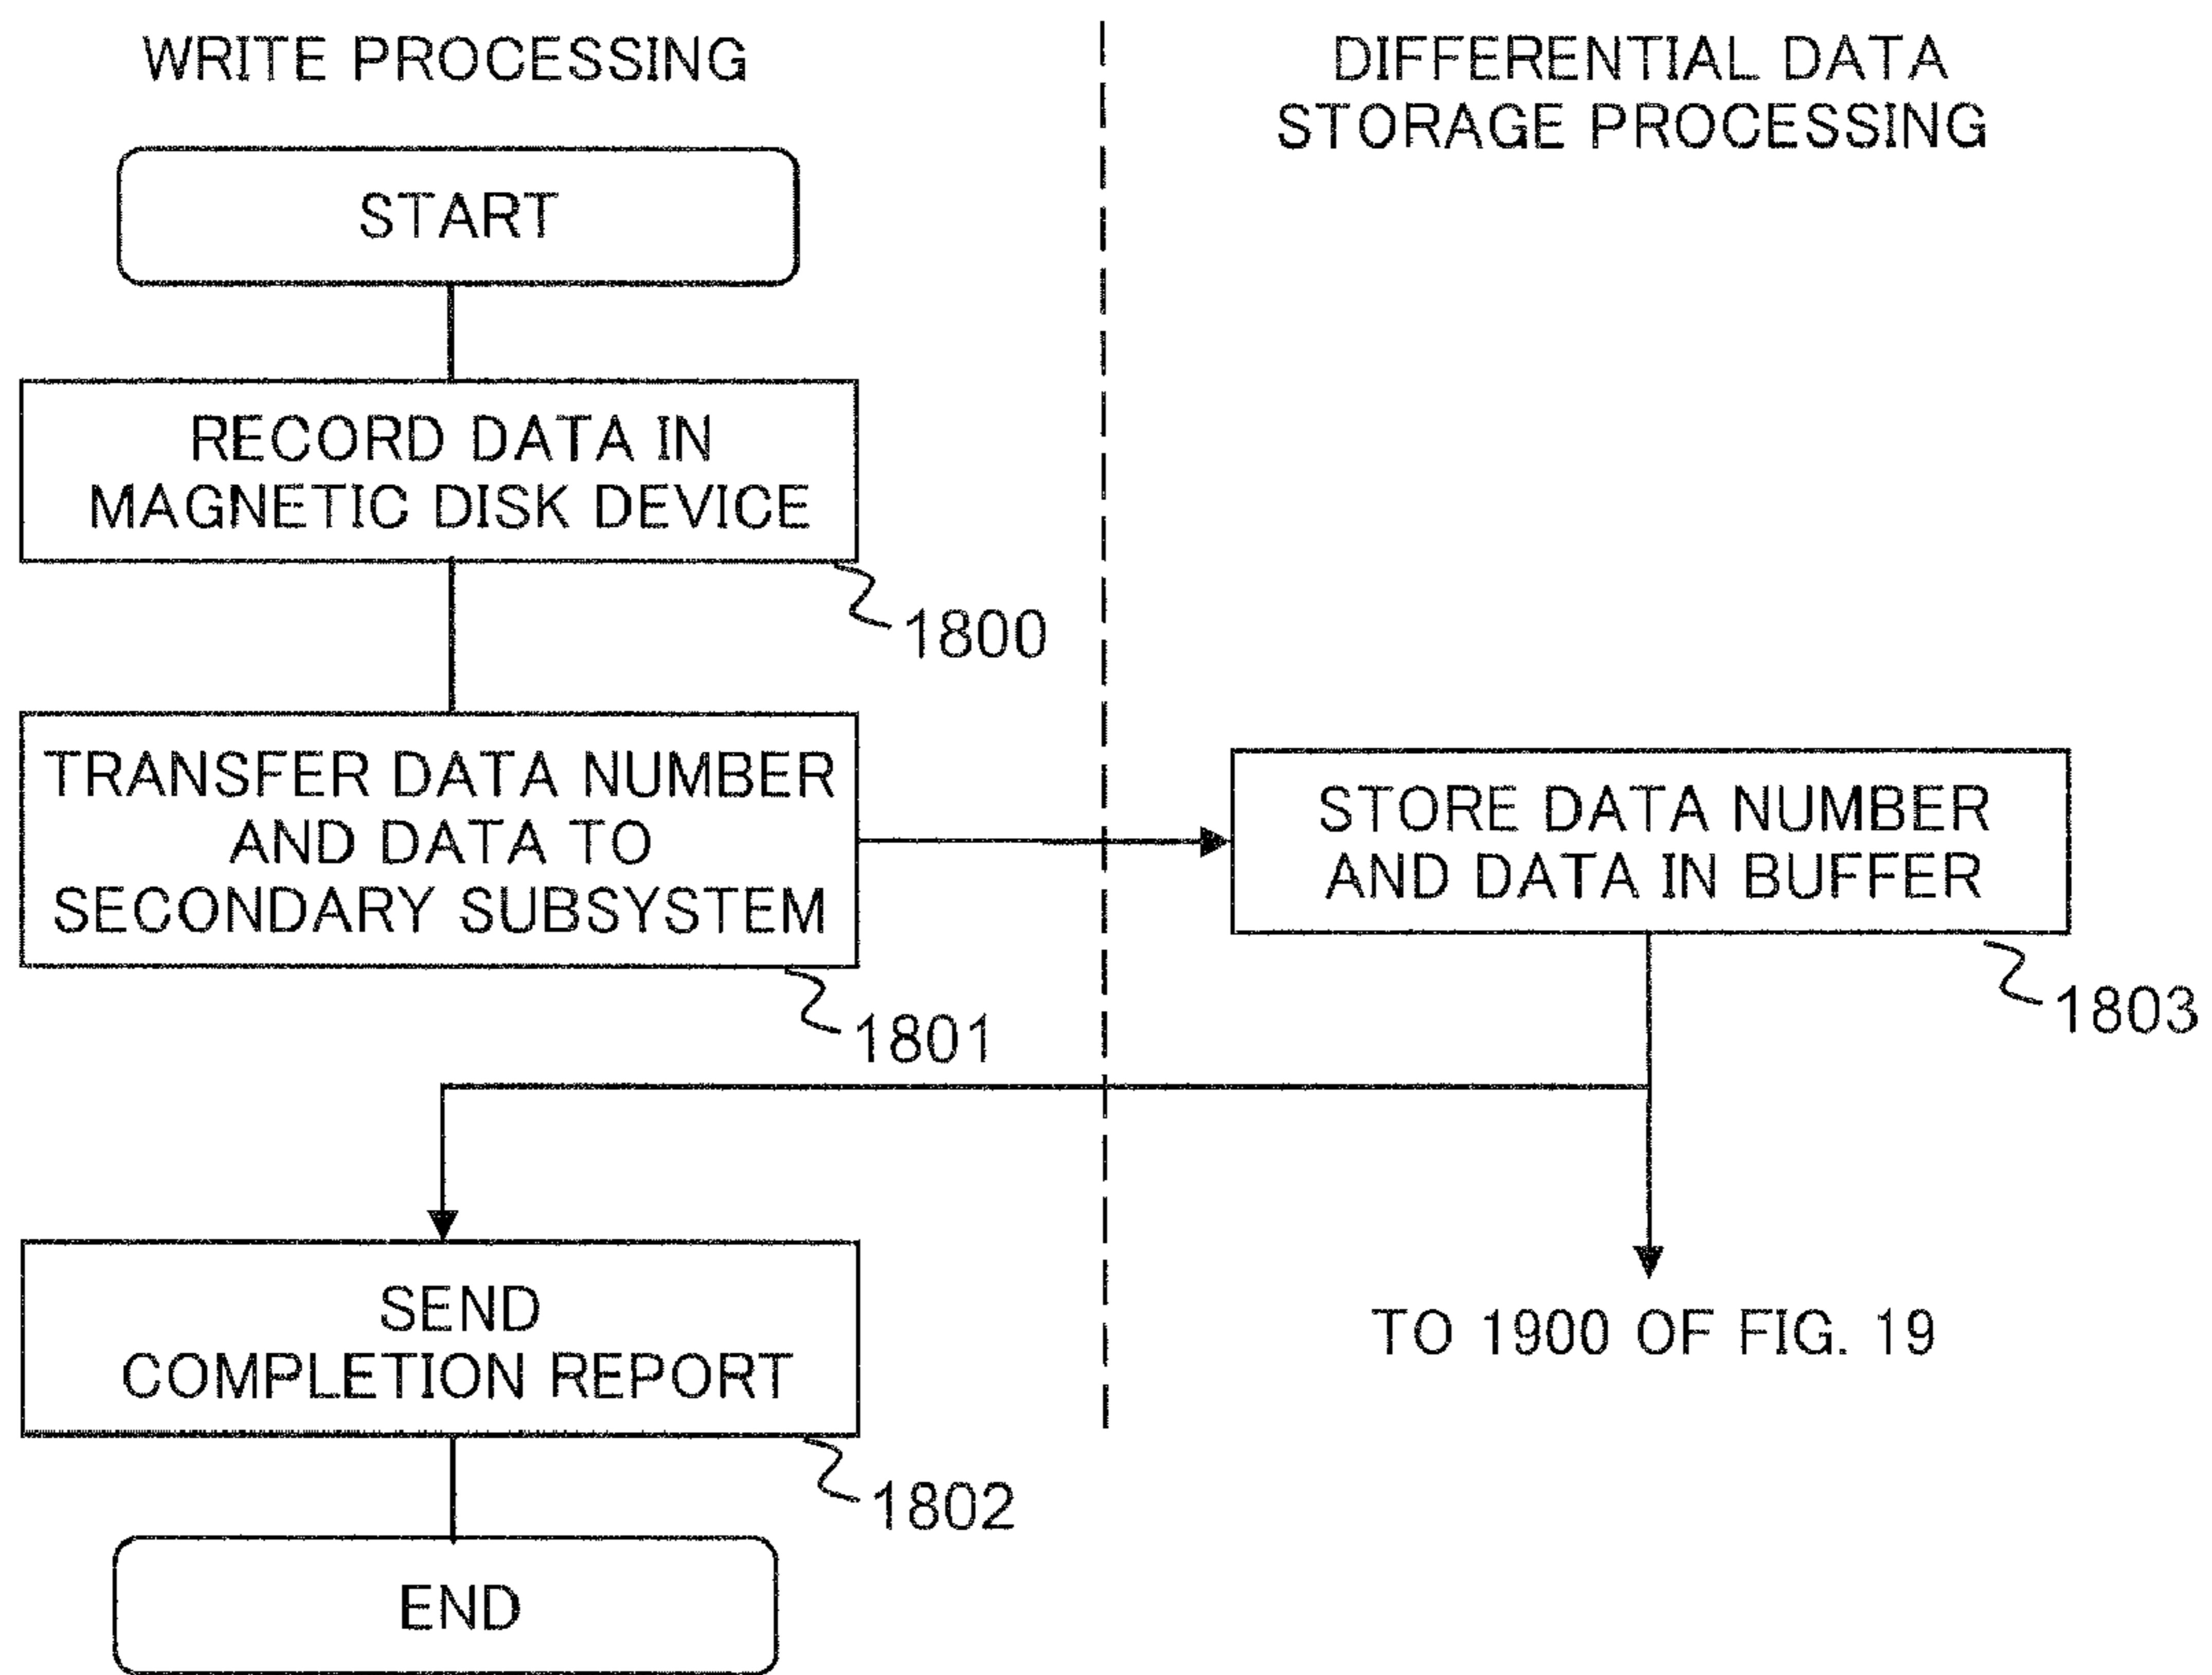 WRITE PROCESSING
DIFFERENTIAL DATA
STORAGE PROCESSING
START
RECORD DATA IN
MAGNETIC DISK DEVICE
1800
TRANSFER DATA NUMBER
AND DATA TO
SECONDARY SUBSYSTEM
1801
STORE DATA NUMBER
AND DATA IN BUFFER
1803
SEND
COMPLETION REPORT
1802
TO 1900 OF FIG. 19
END